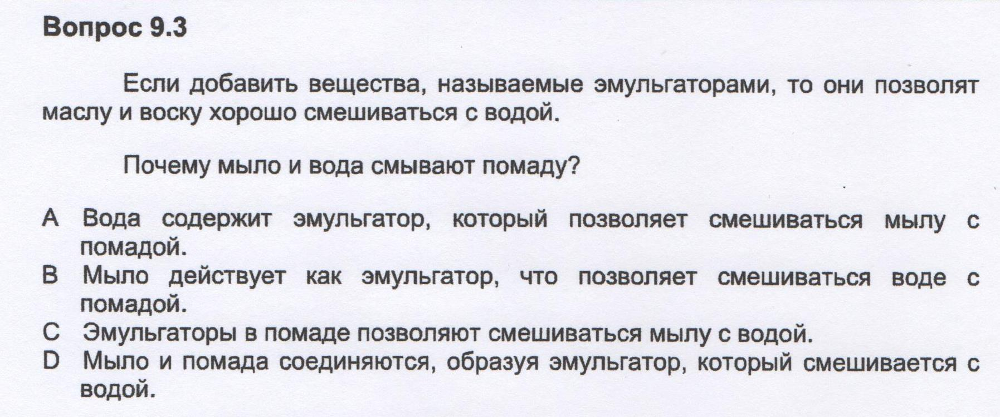 Вопрос 9.3
Если добавить вещества, называемые эмульгаторами, то они позволят
маслу и воску хорошо смешиваться с водой.
Почему мыло и вода смывают помаду?
A Вода содержит эмульгатор, который позволяет смешиваться мылу с
помадой.
B Мыло действует как эмульгатор, что позволяет смешиваться воде с
помадой.
C Эмульгаторы в помаде позволяют смешиваться мылу с водой.
D Мыло и помада соединяются, образуя эмульгатор, который смешивается с
водой.